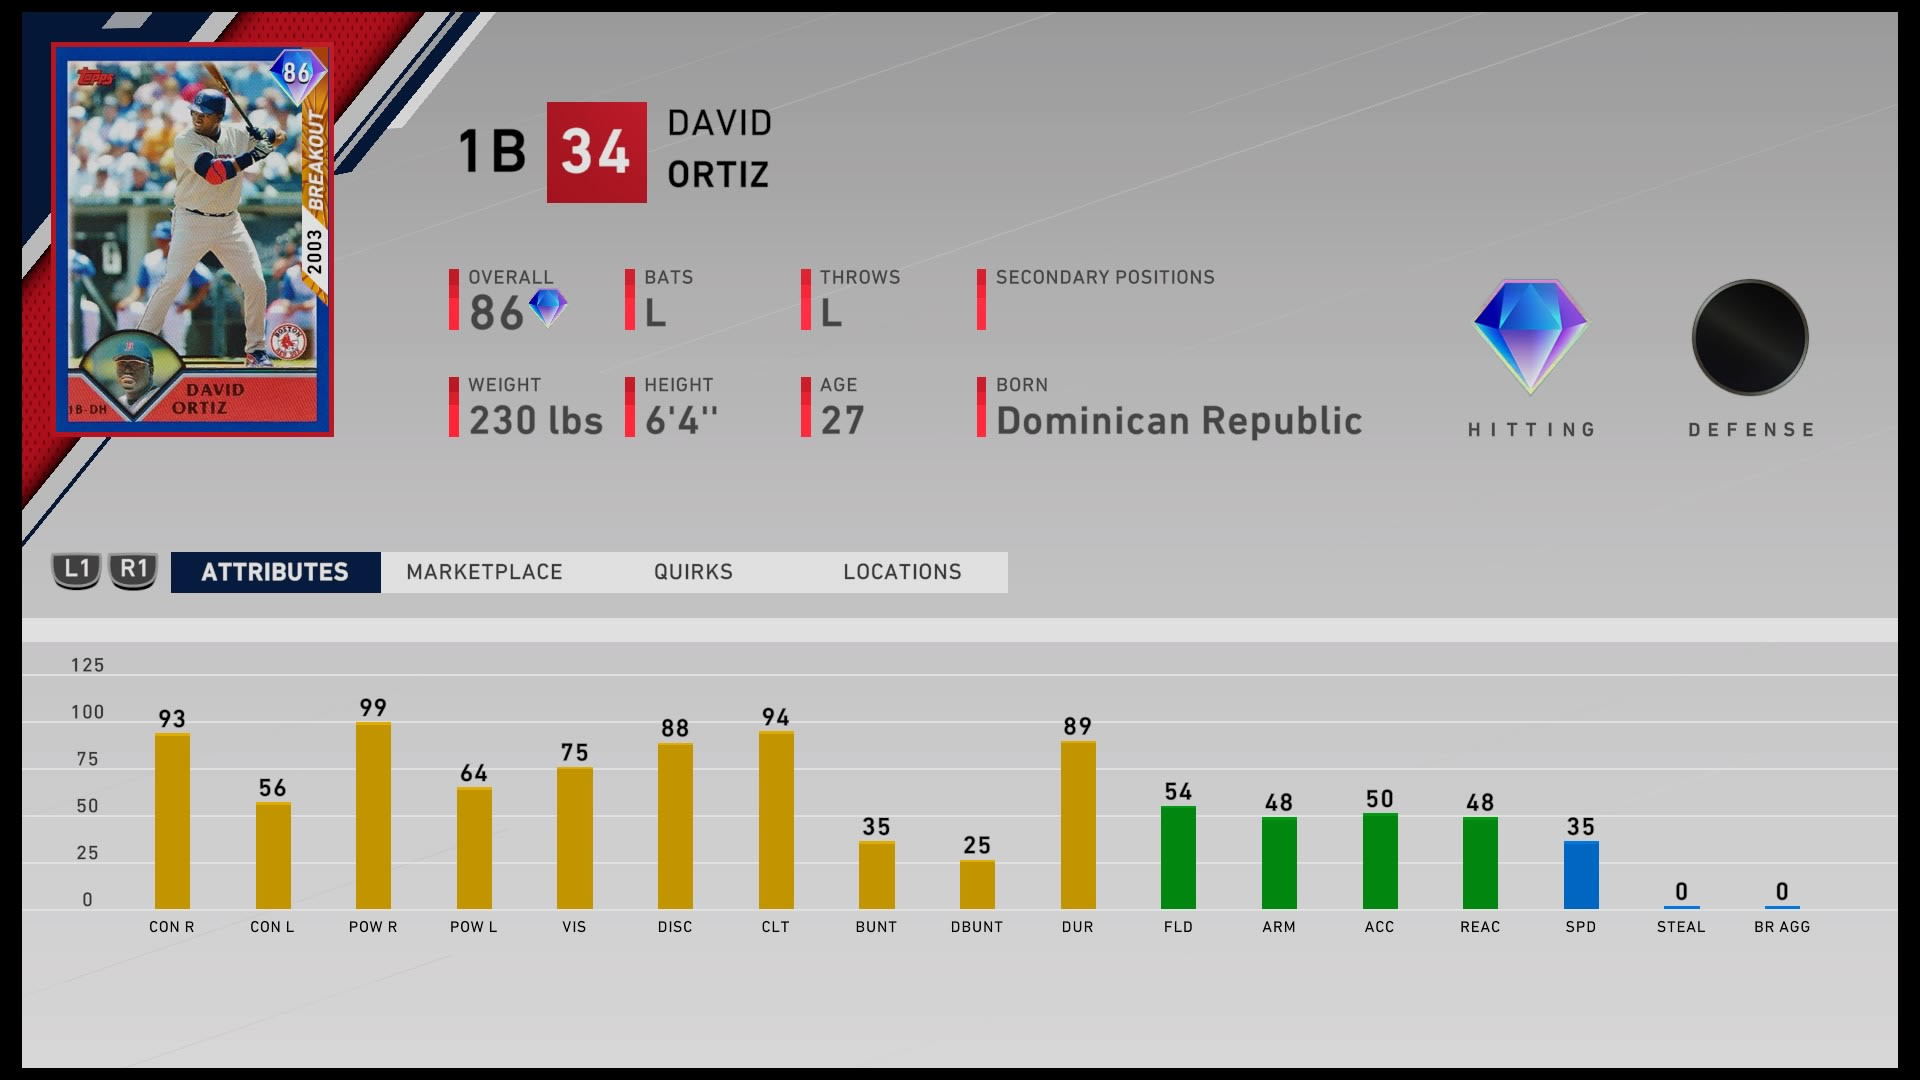 Topps
86
2003 BREAKOUT
BOSTON
RED SOX
B
1B-DH
DAVID
ORTIZ
1B 34 DAVID
ORTIZ
OVERALL BATS THROWS SECONDARY POSITIONS
86 L L
WEIGHT HEIGHT AGE BORN
230 lbs 6'4'' 27 Dominican Republic
HITTING DEFENSE
L1 R1 ATTRIBUTES MARKETPLACE QUIRKS LOCATIONS
125
100
75
50
25
0
93 56 99 64 75 88 94 35 25 89 54 48 50 48 35 0 0
CON R CON L POW R POW L VIS DISC CLT BUNT DBUNT DUR FLD ARM ACC REAC SPD STEAL BR AGG